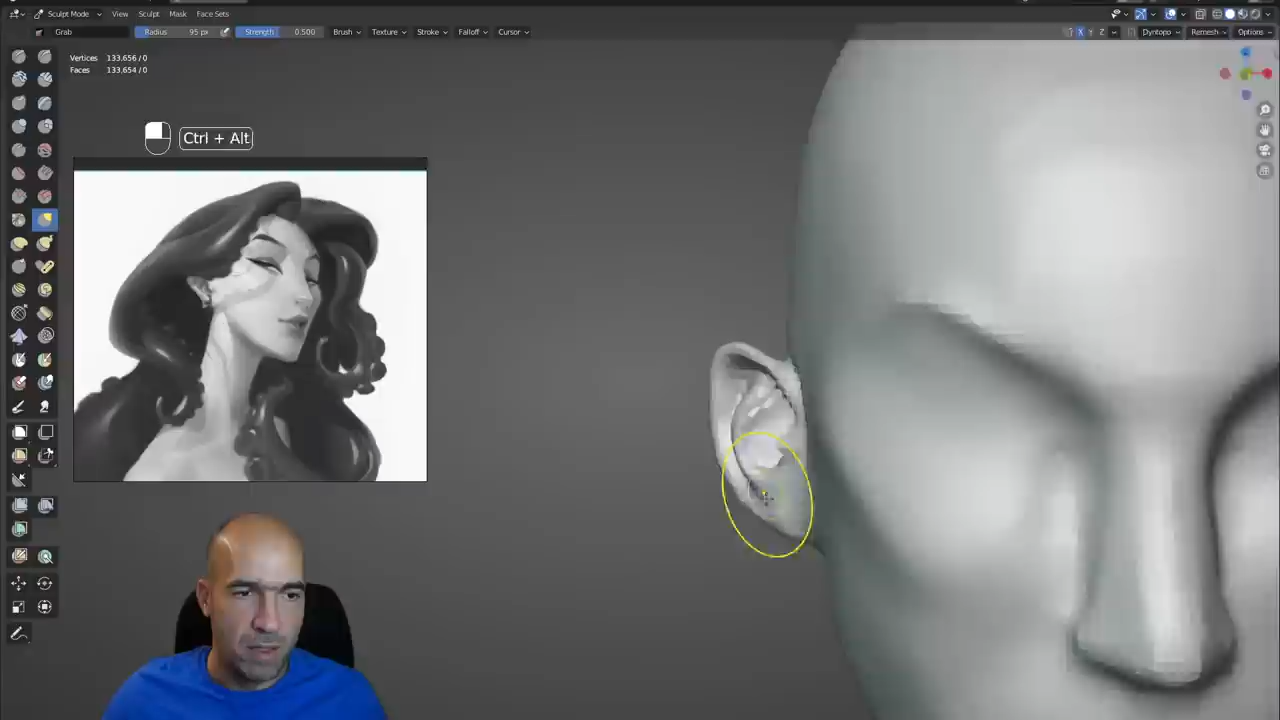 Sculpt Mode View Sculpt Mask Face Sets
Grab Radius 95 px Strength 0.500 Brush Texture Stroke Falloff Cursor X Y Z Dyntopo Remesh Options
Vertices 133.656 / 0
Faces 133.654 / 0
Ctrl + Alt